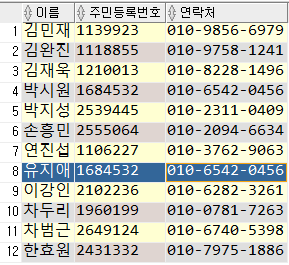 이름 주민등록번호 연락처
1 김민재 1139923 010-9856-6979
2 김완진 1118855 010-9758-1241
3 김재욱 1210013 010-8228-1496
4 박시원 1684532 010-6542-0456
5 박지성 2539445 010-2311-0409
6 손흥민 2555064 010-2094-6634
7 연진섭 1106227 010-3762-9063
8 유지애 1684532 010-6542-0456
9 이강인 2102236 010-6282-3261
10 차두리 1960199 010-0781-7263
11 차범근 2649124 010-6740-5398
12 한효원 2431332 010-7975-1886